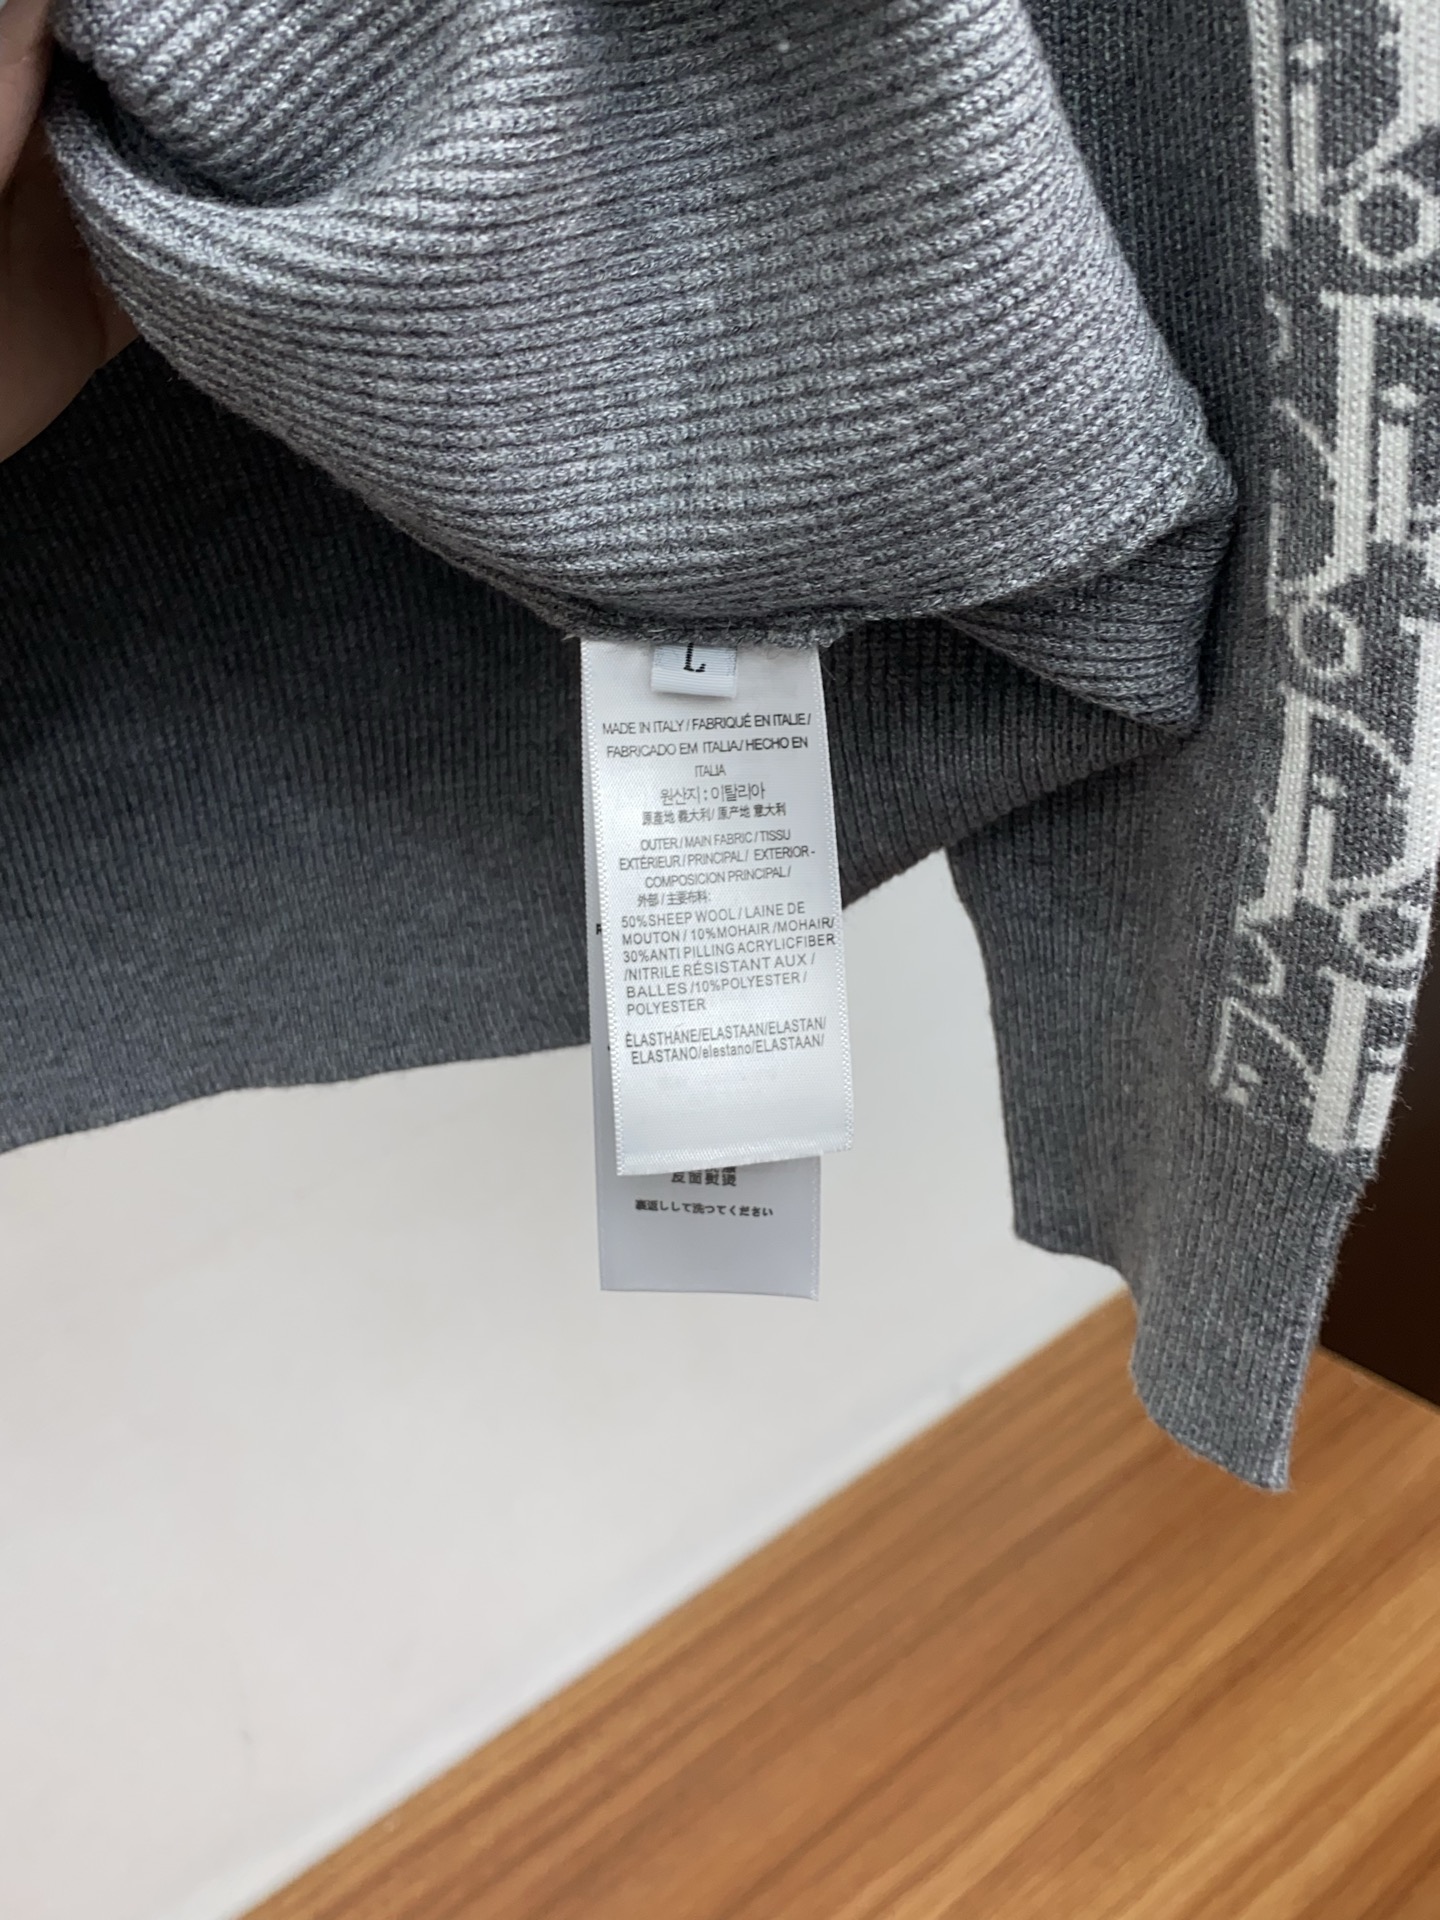 L
MADE IN ITALY / FABRIQUÉ EN ITALIE /
FABRICADO EM ITALIA/ HECHO EN
ITALIA
원산지 : 이탈리아
原產地 義大利/ 原产地 意大利
OUTER / MAIN FABRIC / TISSU
EXTÉRIEUR / PRINCIPAL/ EXTERIOR-
COMPOSICION PRINCIPAL /
外部 / 主要布料:
50%SHEEP WOOL / LAINE DE
MOUTON / 10%MOHAIR /MOHAIR/
30%ANTI PILLING ACRYLICFIBER
/NITRILE RÉSISTANT AUX /
BALLES /10%POLYESTER /
POLYESTER
ÉLASTHANE/ELASTAAN/ELASTAN/
ELASTANO/elestano/ELASTAAN/
反面熨燙
裏返しして洗つてください